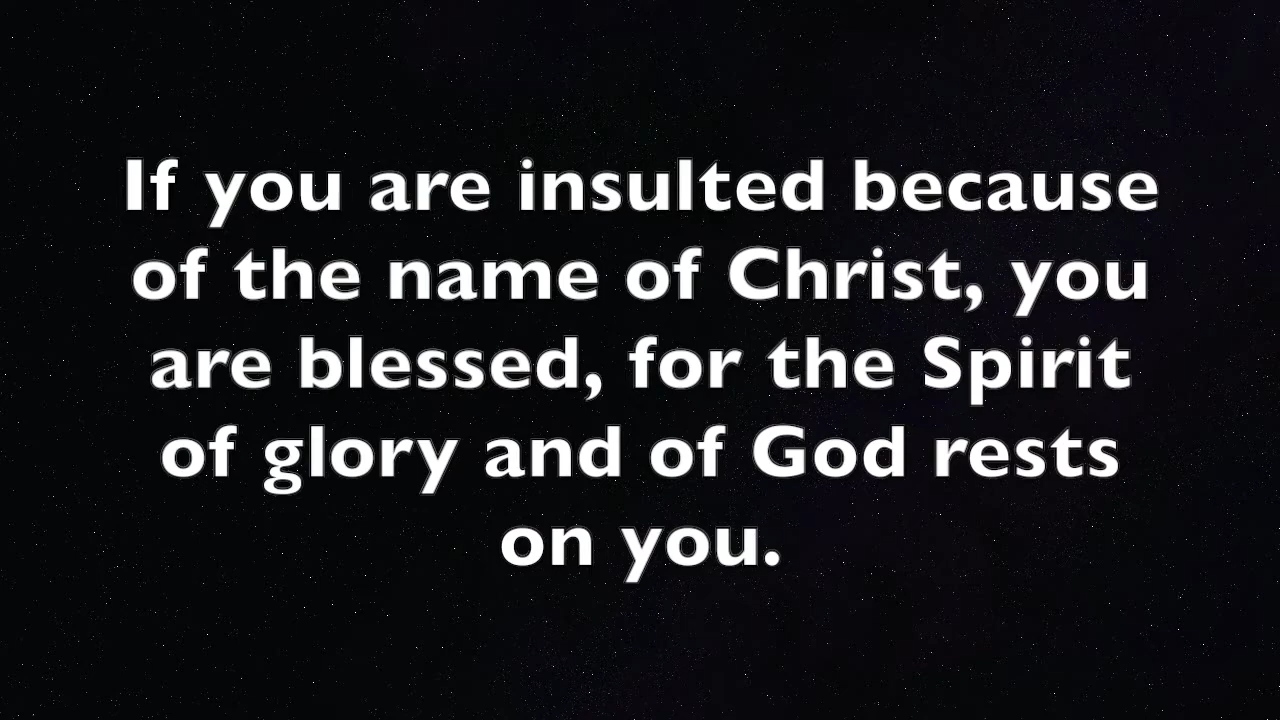 If you are insulted because
of the name of Christ, you
are blessed, for the Spirit
of glory and of God rests
on you.